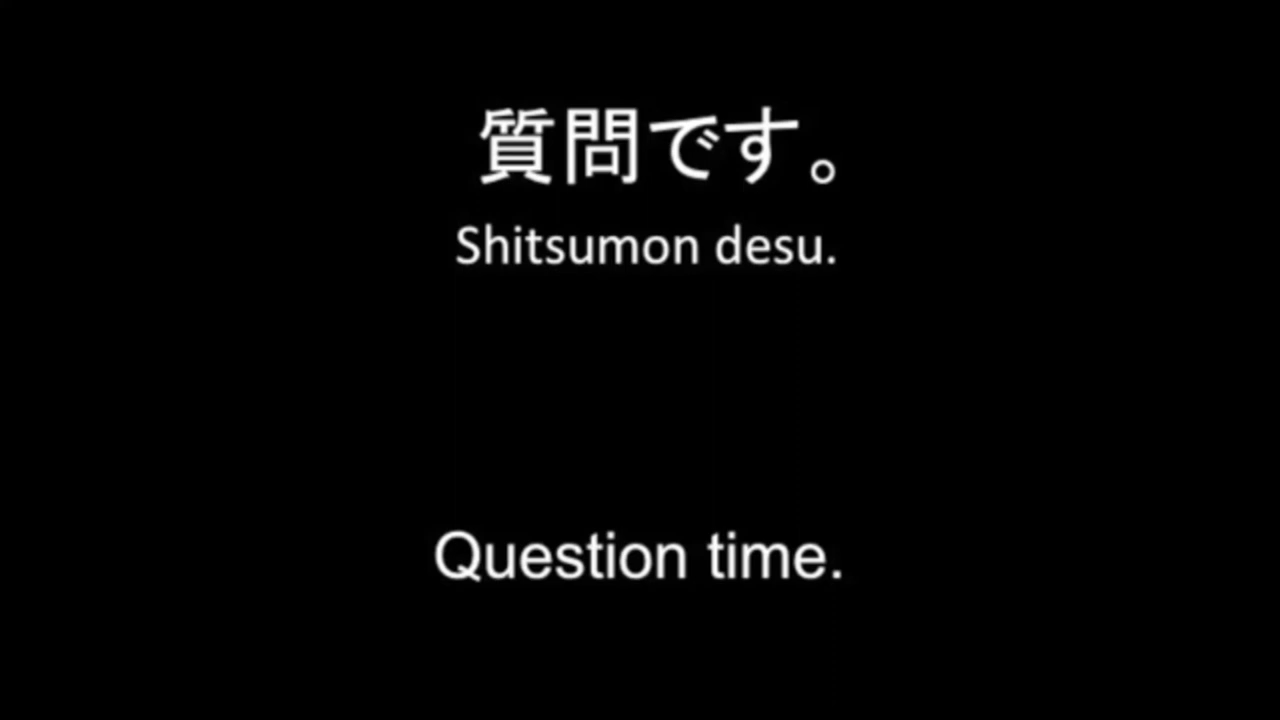 質問です。
Shitsumon desu.
Question time.